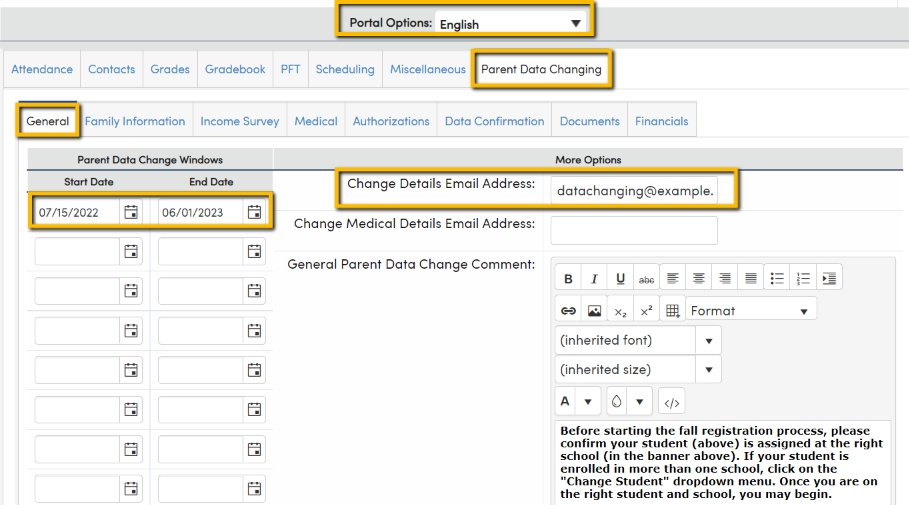 Portal Options: English
Attendance Contacts Grades Gradebook PFT Scheduling Miscellaneous Parent Data Changing
General Family Information Income Survey Medical Authorizations Data Confirmation Documents Financials
Parent Data Change Windows
More Options
Start Date End Date
Change Details Email Address: datachanging@example.
07/15/2022 06/01/2023
Change Medical Details Email Address:
General Parent Data Change Comment:
B I U abc
x₂ x² Format
(inherited font)
(inherited size)
A </>
Before starting the fall registration process, please
confirm your student (above) is assigned at the right
school (in the banner above). If your student is
enrolled in more than one school, click on the
"Change Student" dropdown menu. Once you are on
the right student and school, you may begin.